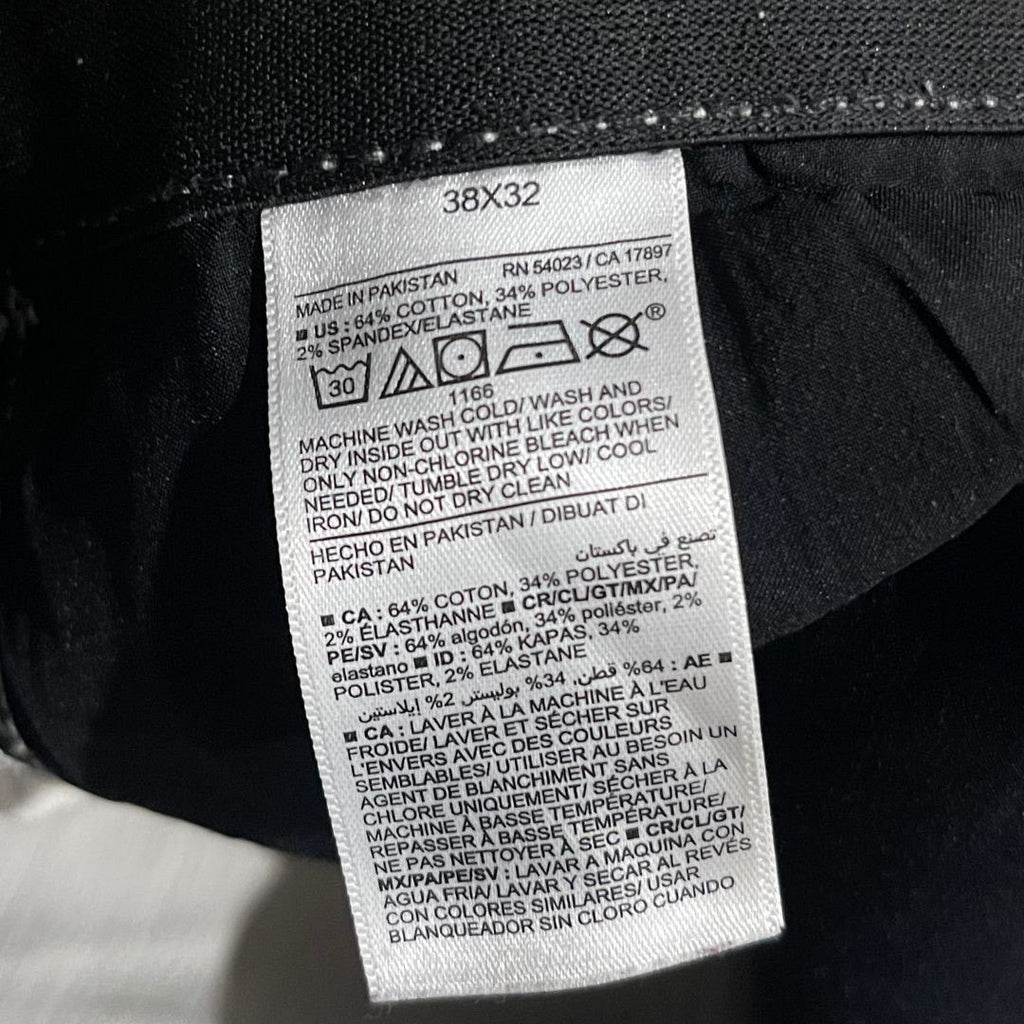 38X32
MADE IN PAKISTAN RN 54023 / CA 17897
■ US : 64% COTTON, 34% POLYESTER,
2% SPANDEX/ELASTANE
30 ®
1166
MACHINE WASH COLD/ WASH AND
DRY INSIDE OUT WITH LIKE COLORS/
ONLY NON-CHLORINE BLEACH WHEN
NEEDED/ TUMBLE DRY LOW/ COOL
IRON/ DO NOT DRY CLEAN
HECHO EN PAKISTAN / DIBUAT DI
PAKISTAN
تصنع في باكستان
■ CA : 64% COTON, 34% POLYESTER,
2% ÉLASTHANNE ■ CR/CL/GT/MX/PA/
PE/SV : 64% algodón, 34% poliéster, 2%
elastano ■ ID : 64% KAPAS, 34%
POLISTER, 2% ELASTANE
■ AE : 64% قطن, 34% بوليستر 2% إيلاستين
■ CA : LAVER À LA MACHINE À L'EAU
FROIDE/ LAVER ET SÉCHER SUR
L'ENVERS AVEC DES COULEURS
SEMBLABLES/ UTILISER AU BESOIN UN
AGENT DE BLANCHIMENT SANS
CHLORE UNIQUEMENT/ SÉCHER À LA
MACHINE À BASSE TEMPÉRATURE/
REPASSER À BASSE TEMPÉRATURE/
NE PAS NETTOYER À SEC ■ CR/CL/GT/
MX/PA/PE/SV : LAVAR A MAQUINA CON
AGUA FRIA/ LAVAR Y SECAR AL REVÉS
CON COLORES SIMILARES/ USAR
BLANQUEADOR SIN CLORO CUANDO